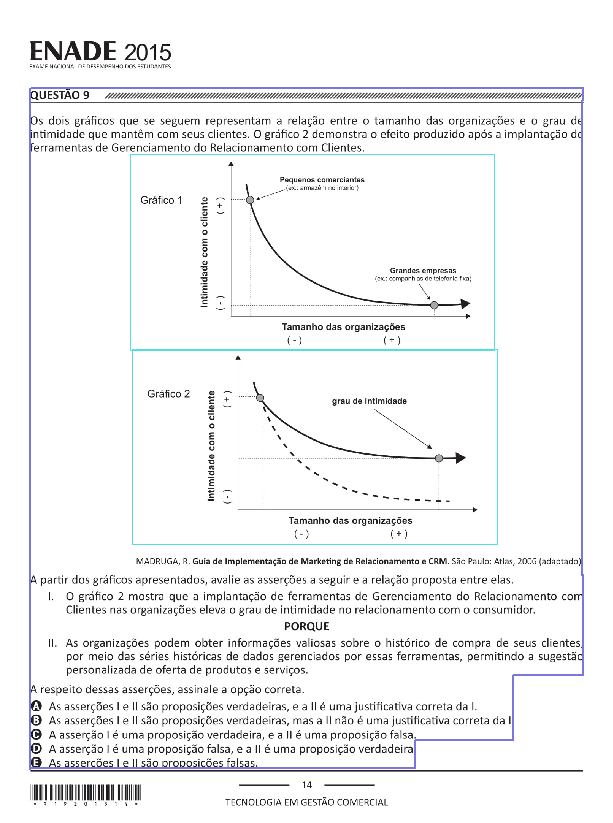 ENADE 2015
EXAME NACIONAL DE DESEMPENHO DOS ESTUDANTES
QUESTÃO 9
Os dois gráficos que se seguem representam a relação entre o tamanho das organizações e o grau de
intimidade que mantêm com seus clientes. O gráfico 2 demonstra o efeito produzido após a implantação de
ferramentas de Gerenciamento do Relacionamento com Clientes.
Gráfico 1
Pequenos comerciantes
(ex.: armazém no interior)
Intimidade com o cliente
( + )
( - )
Grandes empresas
(ex.: companhias de telefonia fixa)
Tamanho das organizações
( - ) ( + )
Gráfico 2
grau de intimidade
Intimidade com o cliente
( + )
( - )
Tamanho das organizações
( - ) ( + )
MADRUGA, R. Guia de Implementação de Marketing de Relacionamento e CRM. São Paulo: Atlas, 2006 (adaptado)
A partir dos gráficos apresentados, avalie as asserções a seguir e a relação proposta entre elas.
I. O gráfico 2 mostra que a implantação de ferramentas de Gerenciamento do Relacionamento com
Clientes nas organizações eleva o grau de intimidade no relacionamento com o consumidor.
PORQUE
II. As organizações podem obter informações valiosas sobre o histórico de compra de seus clientes,
por meio das séries históricas de dados gerenciados por essas ferramentas, permitindo a sugestão
personalizada de oferta de produtos e serviços.
A respeito dessas asserções, assinale a opção correta.
A As asserções I e II são proposições verdadeiras, e a II é uma justificativa correta da I.
B As asserções I e II são proposições verdadeiras, mas a II não é uma justificativa correta da I
C A asserção I é uma proposição verdadeira, e a II é uma proposição falsa.
D A asserção I é uma proposição falsa, e a II é uma proposição verdadeira
E As asserções I e II são proposições falsas.
14
TECNOLOGIA EM GESTÃO COMERCIAL